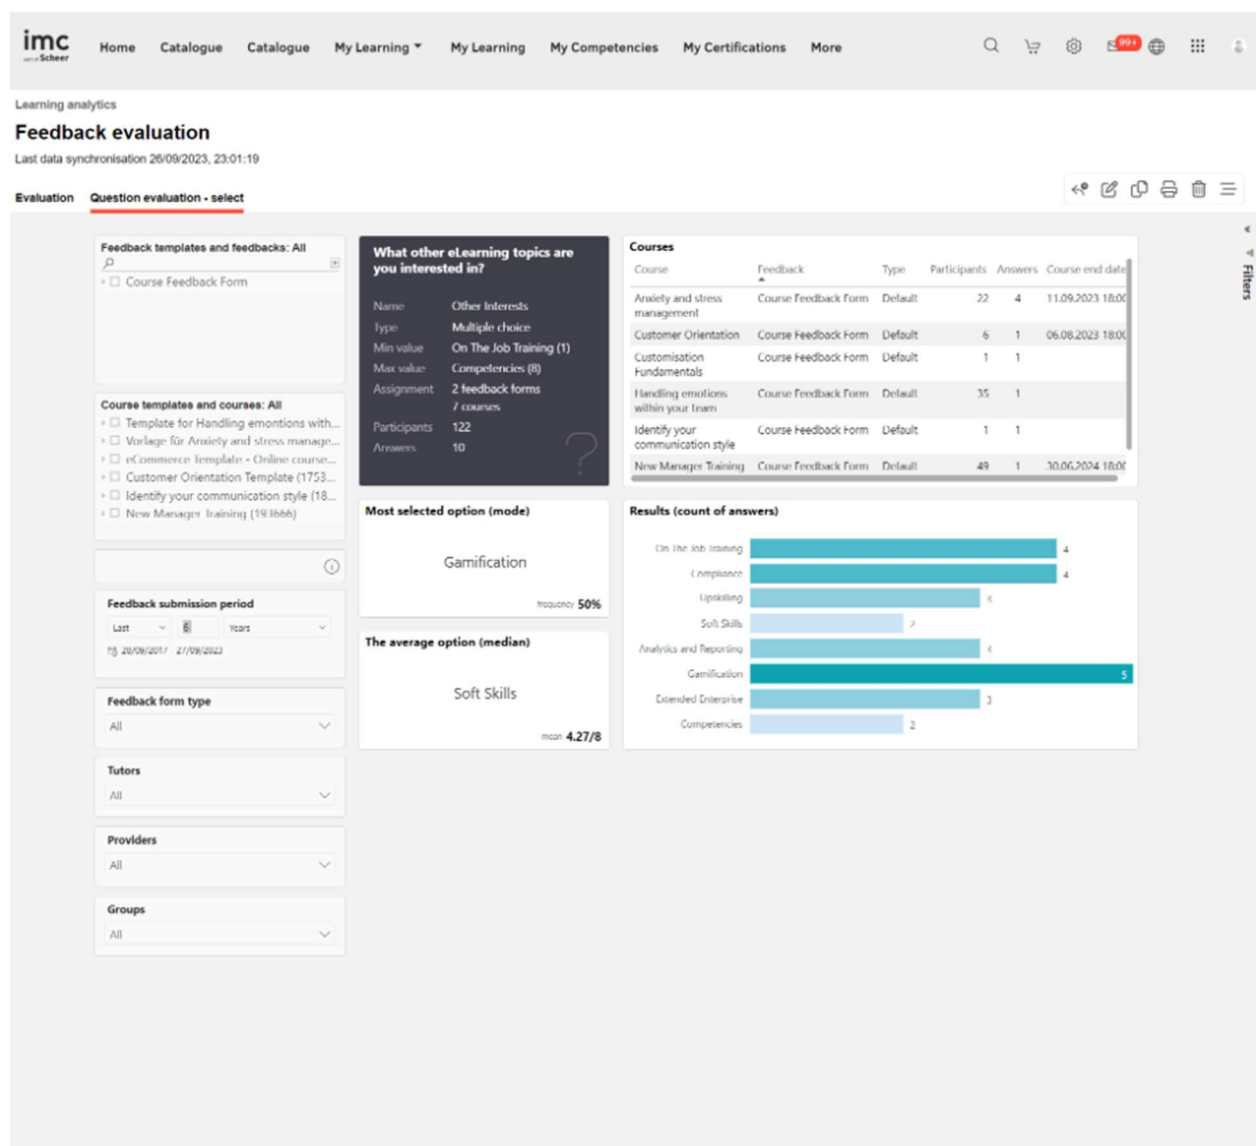 imc
part of Scheer
Home Catalogue Catalogue My Learning My Learning My Competencies My Certifications More
99+
Learning analytics
Feedback evaluation
Last data synchronisation 26/09/2023, 23:01:19
Evaluation Question evaluation - select
Filters
Feedback templates and feedbacks: All
Course Feedback Form
Course templates and courses: All
Template for Handling emontions with...
Vorlage für Anxiety and stress manage...
eCommerce Template - Online course...
Customer Orientation Template (1753...
Identify your communication style (18...
New Manager Training (193666)
Feedback submission period
Last 6 Years
28/09/2017 - 27/09/2023
Feedback form type
All
Tutors
All
Providers
All
Groups
All
What other eLearning topics are
you interested in?
Name Other Interests
Type Multiple choice
Min value On The Job Training (1)
Max value Competencies (8)
Assignment 2 feedback forms
7 courses
Participants 122
Answers 10
?
Most selected option (mode)
Gamification
frequency 50%
The average option (median)
Soft Skills
mean 4.27/8
Courses
Course Feedback Type Participants Answers Course end date
Anxiety and stress
management Course Feedback Form Default 22 4 11.09.2023 18:00
Customer Orientation Course Feedback Form Default 6 1 06.08.2023 18:00
Customisation
Fundamentals Course Feedback Form Default 1 1
Handling emotions
within your team Course Feedback Form Default 35 1
Identify your
communication style Course Feedback Form Default 1 1
New Manager Training Course Feedback Form Default 49 1 30.06.2024 18:00
Results (count of answers)
On The Job Training 4
Compliance 4
Upskilling 3
Soft Skills 2
Analytics and Reporting 3
Gamification 5
Extended Enterprise 3
Competencies 2